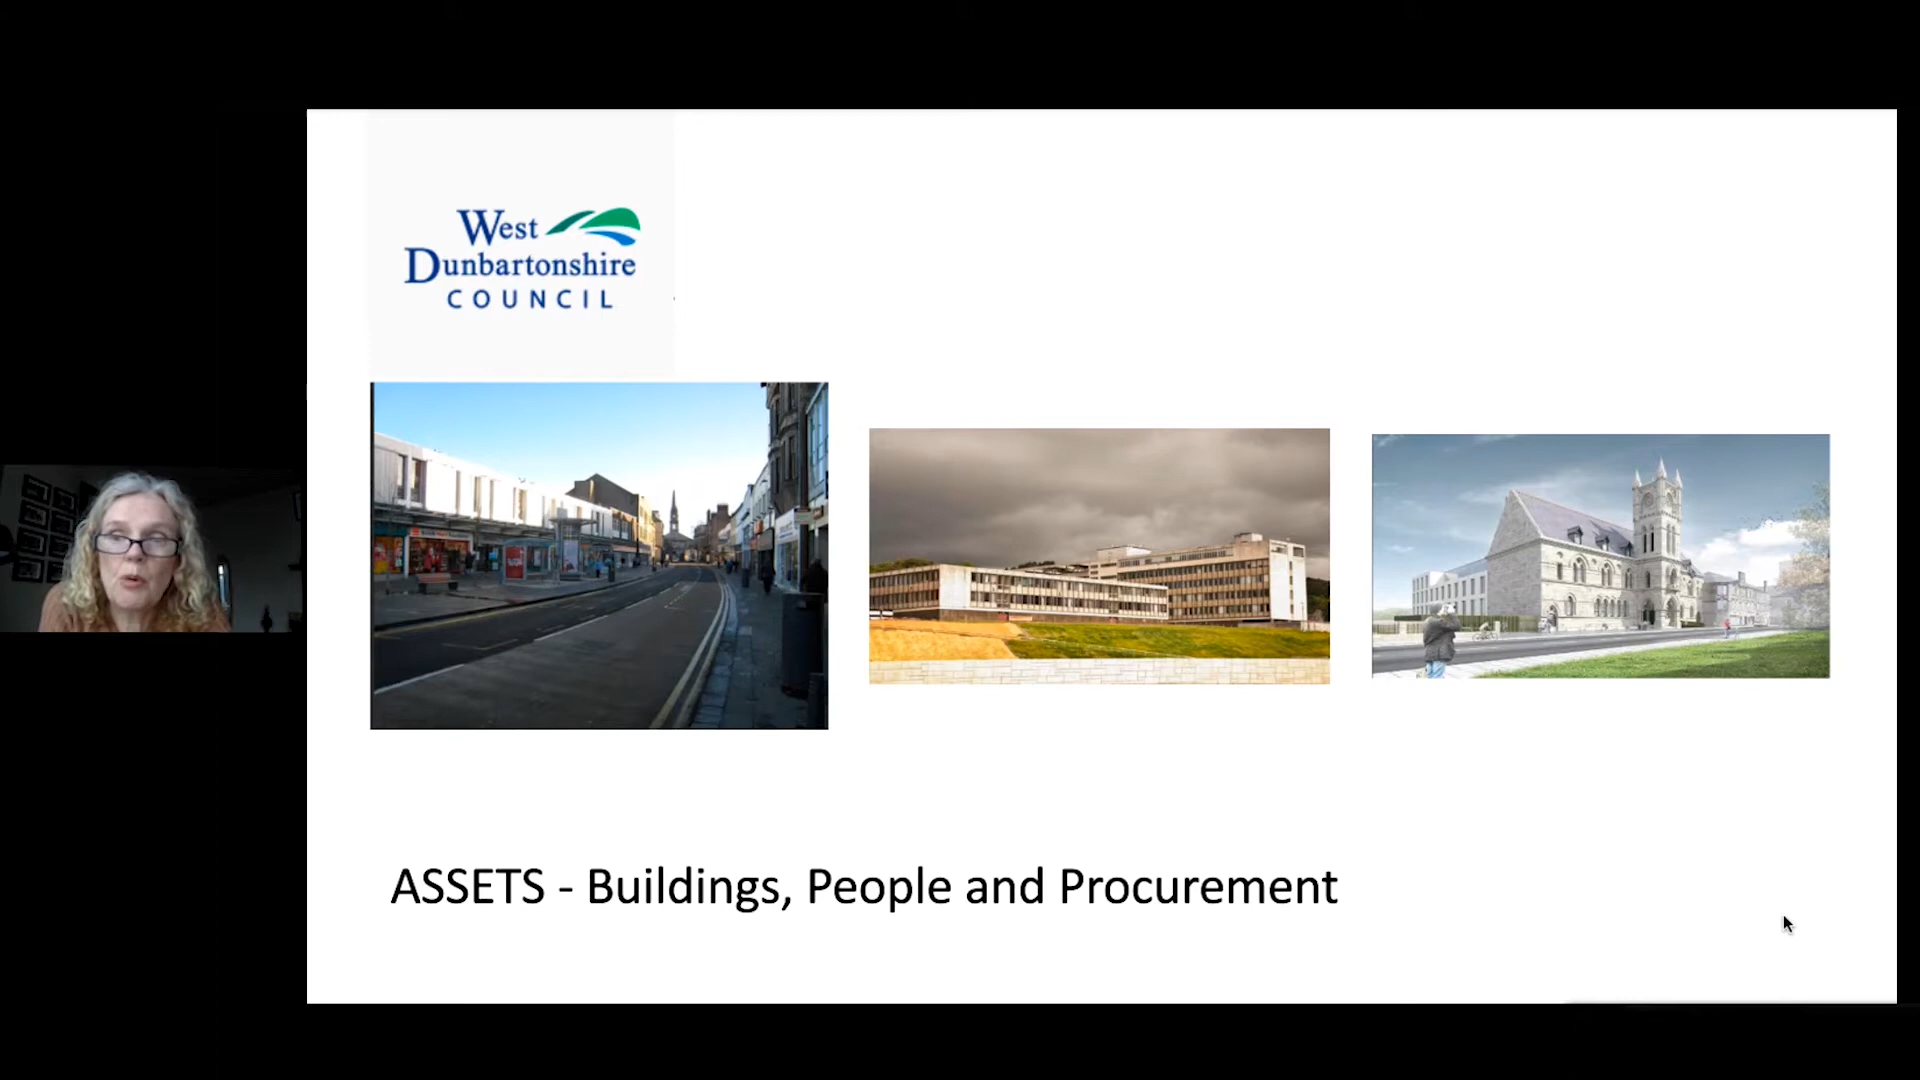 West
Dunbartonshire
COUNCIL
ASSETS - Buildings, People and Procurement